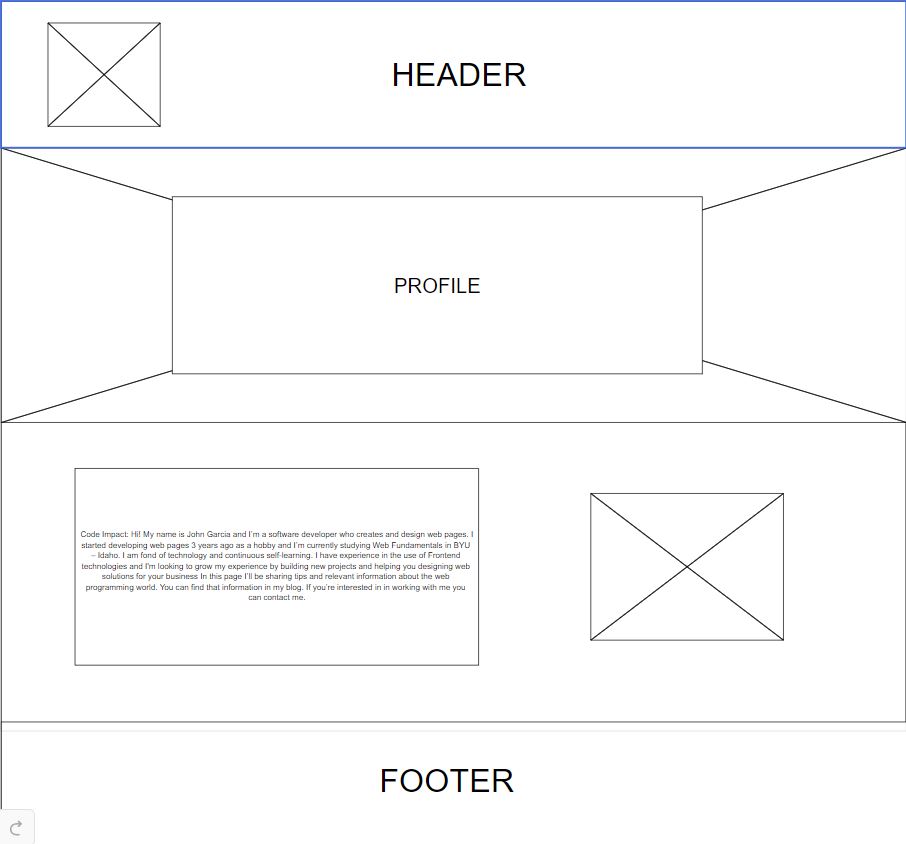 HEADER
PROFILE
Code Impact: Hi! My name is John Garcia and I'm a software developer who creates and design web pages. I
started developing web pages 3 years ago as a hobby and I'm currently studying Web Fundamentals in BYU
– Idaho. I am fond of technology and continuous self-learning. I have experience in the use of Frontend
technologies and I'm looking to grow my experience by building new projects and helping you designing web
solutions for your business In this page I'll be sharing tips and relevant information about the web
programming world. You can find that information in my blog. If you're interested in in working with me you
can contact me.
FOOTER